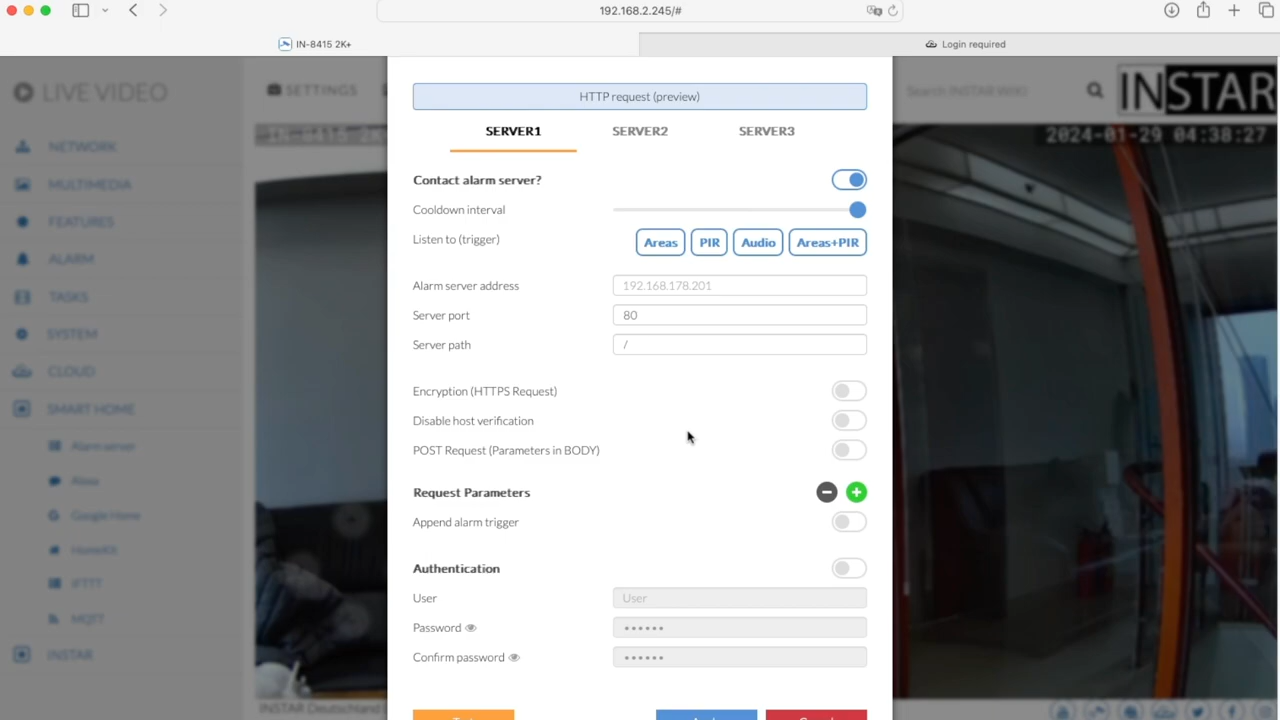 192.168.2.245/#
IN-8415 2K+
Login required
LIVE VIDEO
SETTINGS
Search INSTAR Wiki
INSTAR
2024-01-29 04:38:27
NETWORK
MULTIMEDIA
FEATURES
ALARM
TASKS
SYSTEM
CLOUD
SMART HOME
Alarm server
Alexa
Google Home
HomeKit
IFTTT
MQTT
INSTAR
HTTP request (preview)
SERVER1 SERVER2 SERVER3
Contact alarm server?
Cooldown interval
Listen to (trigger) Areas PIR Audio Areas+PIR
Alarm server address 192.168.178.201
Server port 80
Server path /
Encryption (HTTPS Request)
Disable host verification
POST Request (Parameters in BODY)
Request Parameters
Append alarm trigger
Authentication
User User
Password ••••••
Confirm password ••••••
INSTAR Deutschland